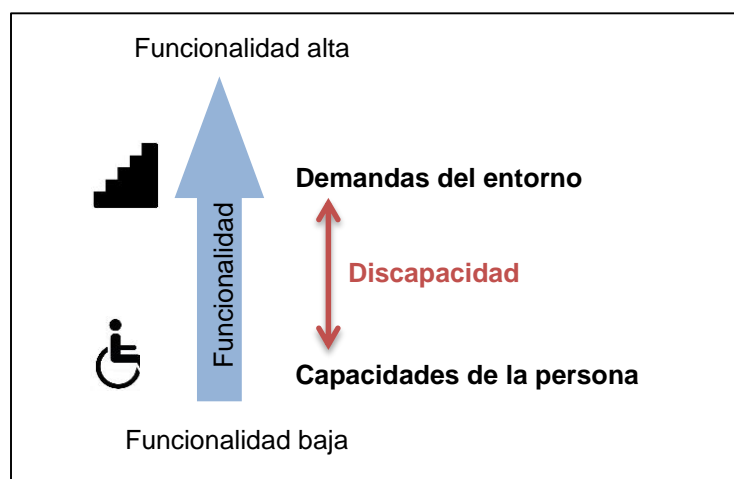 Funcionalidad alta
Demandas del entorno
Funcionalidad
Discapacidad
Capacidades de la persona
Funcionalidad baja